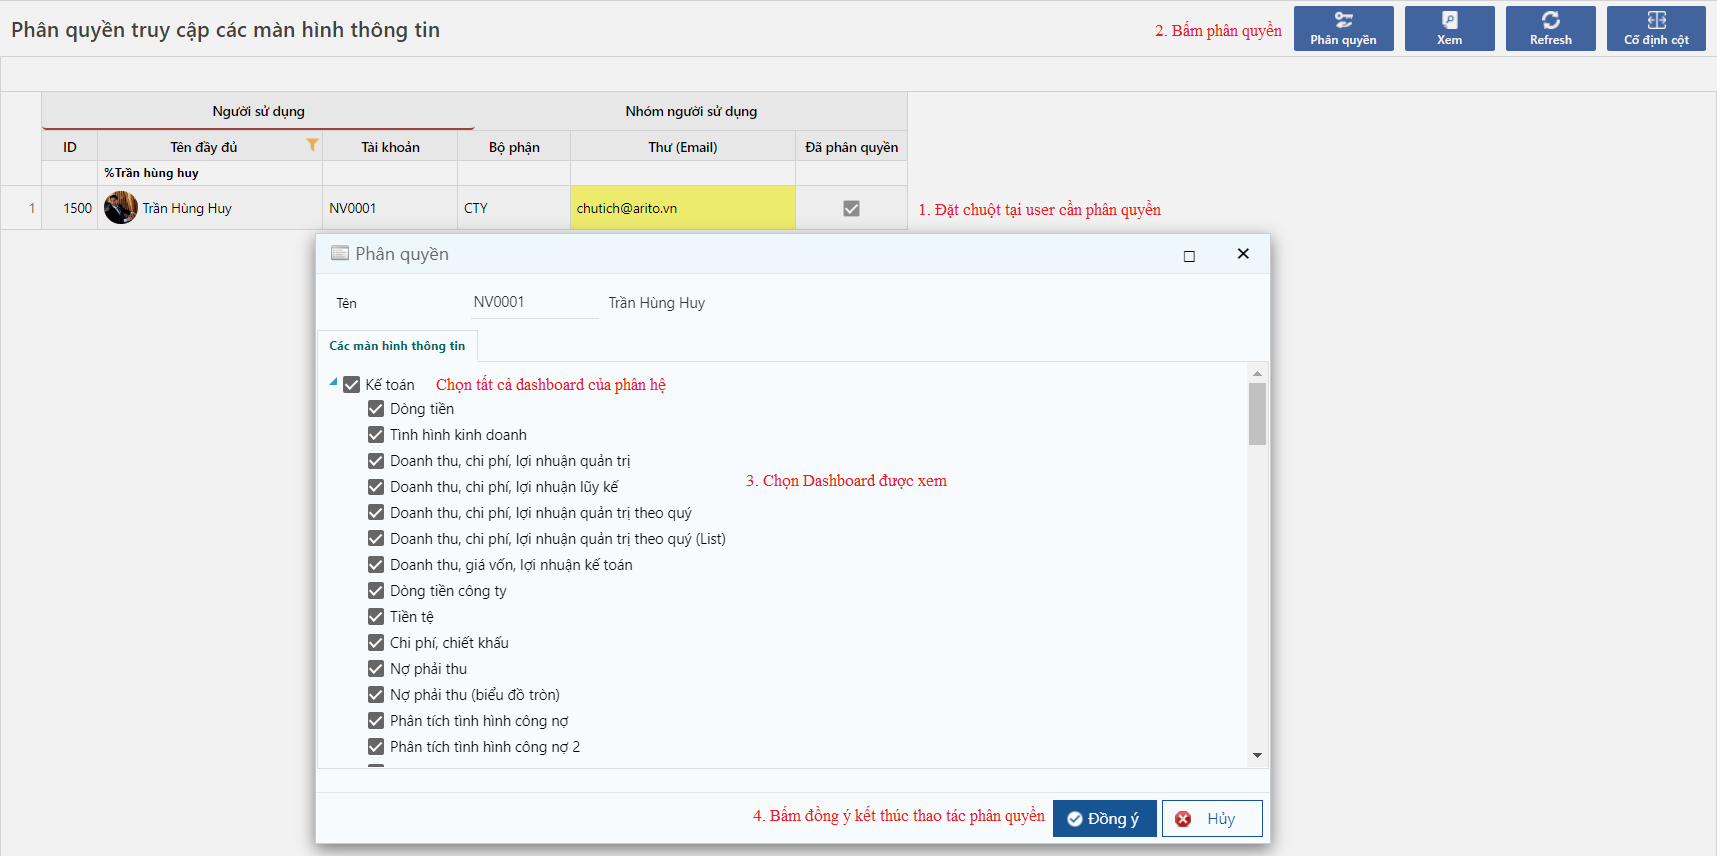 Phân quyền truy cập các màn hình thông tin
2. Bấm phân quyền
Phân quyền
Xem
Refresh
Cố định cột
Người sử dụng
Nhóm người sử dụng
ID
Tên đầy đủ
Tài khoản
Bộ phận
Thư (Email)
Đã phân quyền
%Trần hùng huy
1
1500
Trần Hùng Huy
NV0001
CTY
chutich@arito.vn
1. Đặt chuột tại user cần phân quyền
Phân quyền
Tên
NV0001
Trần Hùng Huy
Các màn hình thông tin
Kế toán
Chọn tất cả dashboard của phân hệ
Dòng tiền
Tình hình kinh doanh
Doanh thu, chi phí, lợi nhuận quản trị
3. Chọn Dashboard được xem
Doanh thu, chi phí, lợi nhuận lũy kế
Doanh thu, chi phí, lợi nhuận quản trị theo quý
Doanh thu, chi phí, lợi nhuận quản trị theo quý (List)
Doanh thu, giá vốn, lợi nhuận kế toán
Dòng tiền công ty
Tiền tệ
Chi phí, chiết khấu
Nợ phải thu
Nợ phải thu (biểu đồ tròn)
Phân tích tình hình công nợ
Phân tích tình hình công nợ 2
4. Bấm đồng ý kết thúc thao tác phân quyền
Đồng ý
Hủy